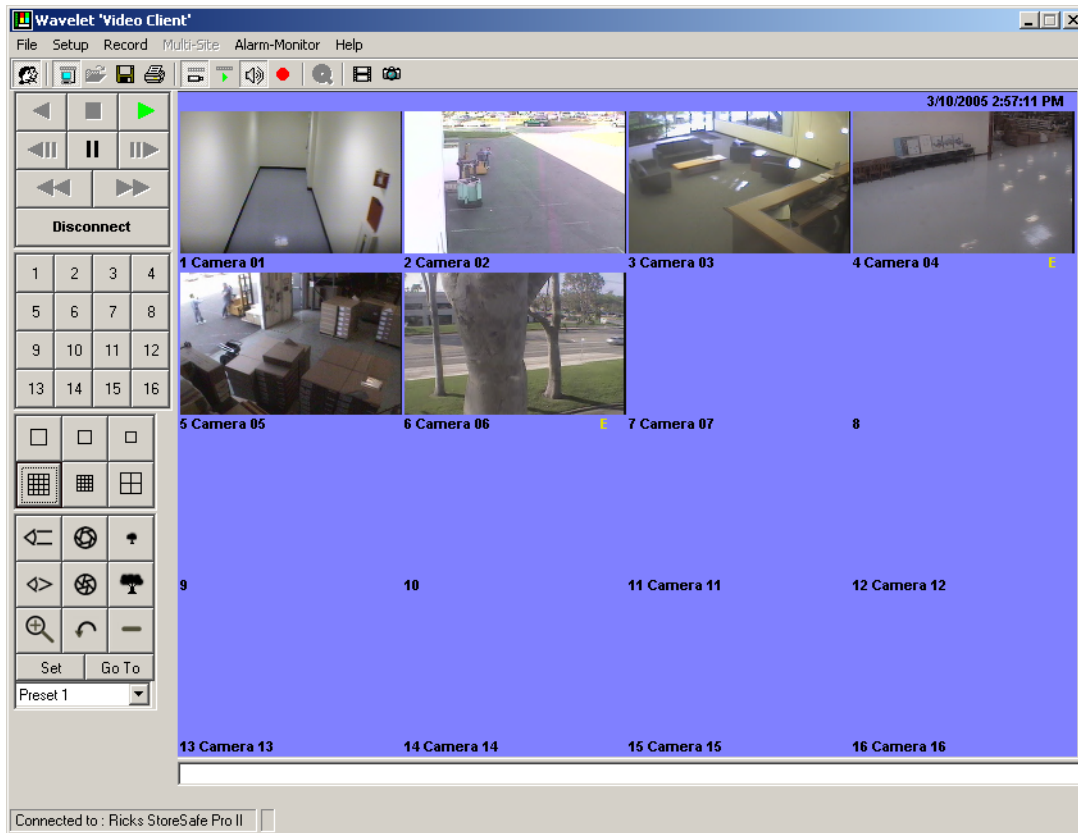 Wavelet 'Video Client'
File Setup Record Multi-Site Alarm-Monitor Help
3/10/2005 2:57:11 PM
Disconnect
1 Camera 01 2 Camera 02 3 Camera 03 4 Camera 04 E
1 2 3 4
5 6 7 8
9 10 11 12
13 14 15 16
5 Camera 05 6 Camera 06 E 7 Camera 07 8
9 10 11 Camera 11 12 Camera 12
Set Go To
Preset 1
13 Camera 13 14 Camera 14 15 Camera 15 16 Camera 16
Connected to : Ricks StoreSafe Pro II